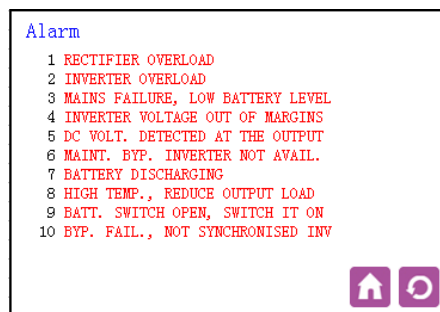 Alarm
1 RECTIFIER OVERLOAD
2 INVERTER OVERLOAD
3 MAINS FAILURE, LOW BATTERY LEVEL
4 INVERTER VOLTAGE OUT OF MARGINS
5 DC VOLT. DETECTED AT THE OUTPUT
6 MAINT. BYP. INVERTER NOT AVAIL.
7 BATTERY DISCHARGING
8 HIGH TEMP., REDUCE OUTPUT LOAD
9 BATT. SWITCH OPEN, SWITCH IT ON
10 BYP. FAIL., NOT SYNCHRONISED INV